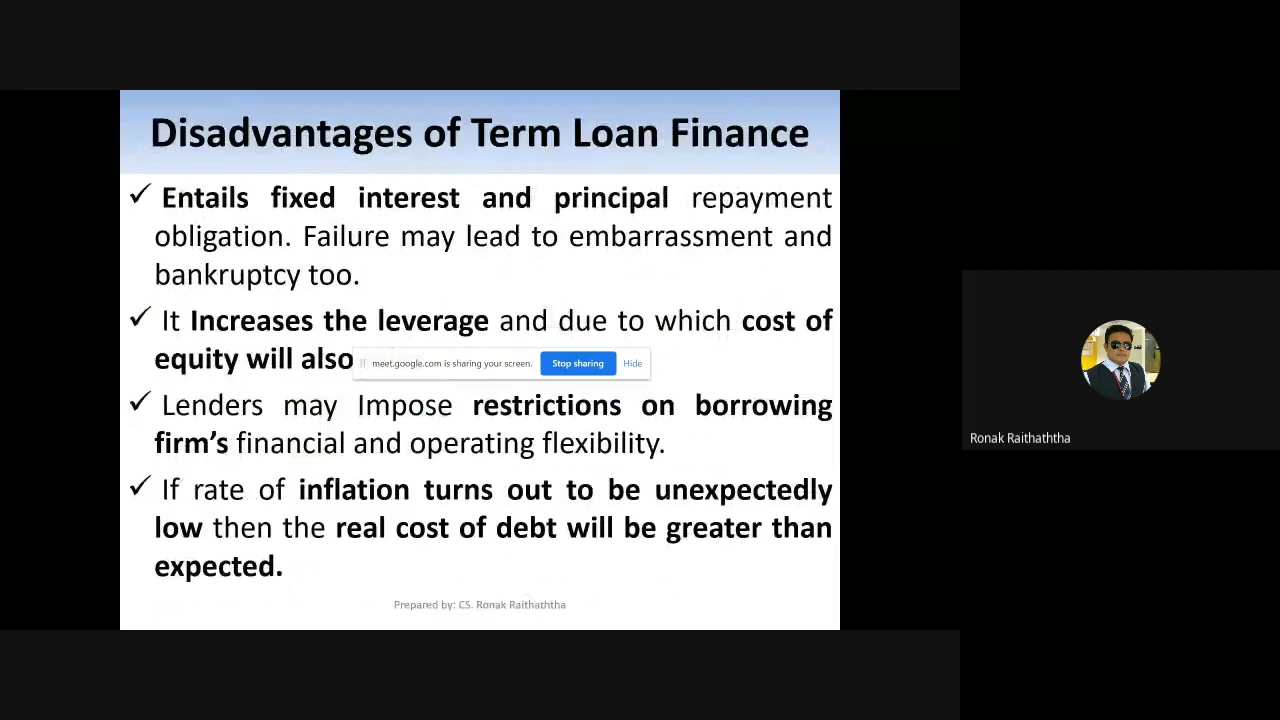 Disadvantages of Term Loan Finance
✓ Entails fixed interest and principal repayment
obligation. Failure may lead to embarrassment and
bankruptcy too.
✓ It Increases the leverage and due to which cost of
equity will also
meet.google.com is sharing your screen. Stop sharing Hide
✓ Lenders may Impose restrictions on borrowing
firm's financial and operating flexibility.
✓ If rate of inflation turns out to be unexpectedly
low then the real cost of debt will be greater than
expected.
Prepared by: CS. Ronak Raithaththa
Ronak Raithaththa